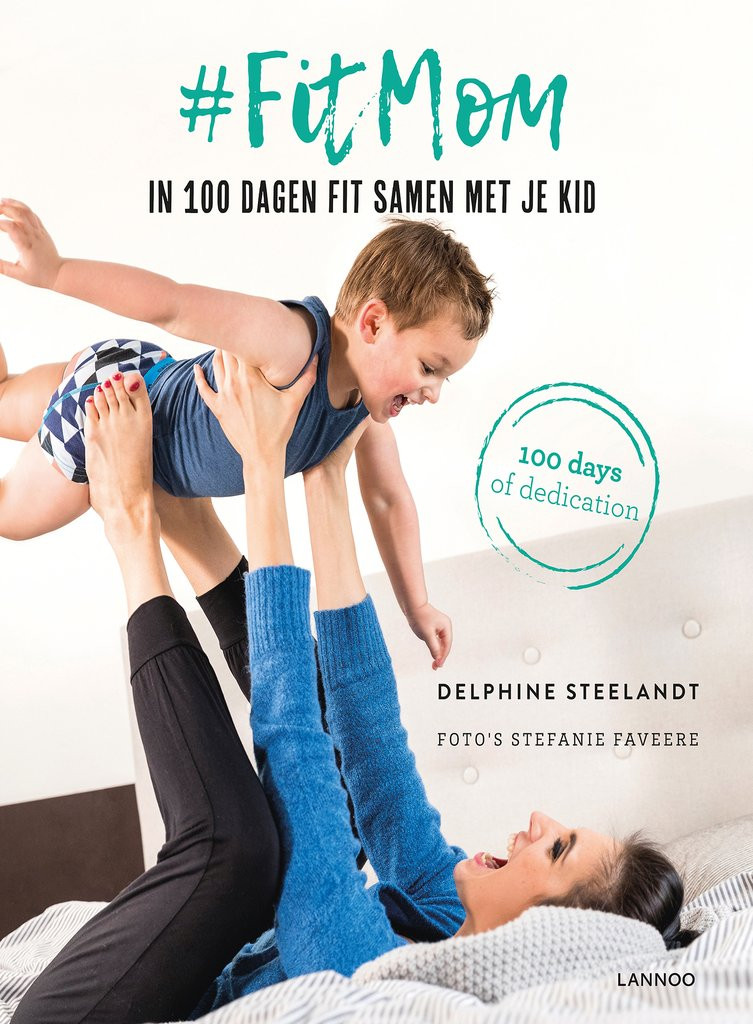 #FitMom
IN 100 DAGEN FIT SAMEN MET JE KID
100 days
of dedication
DELPHINE STEELANDT
FOTO'S STEFANIE FAVEERE
LANNOO